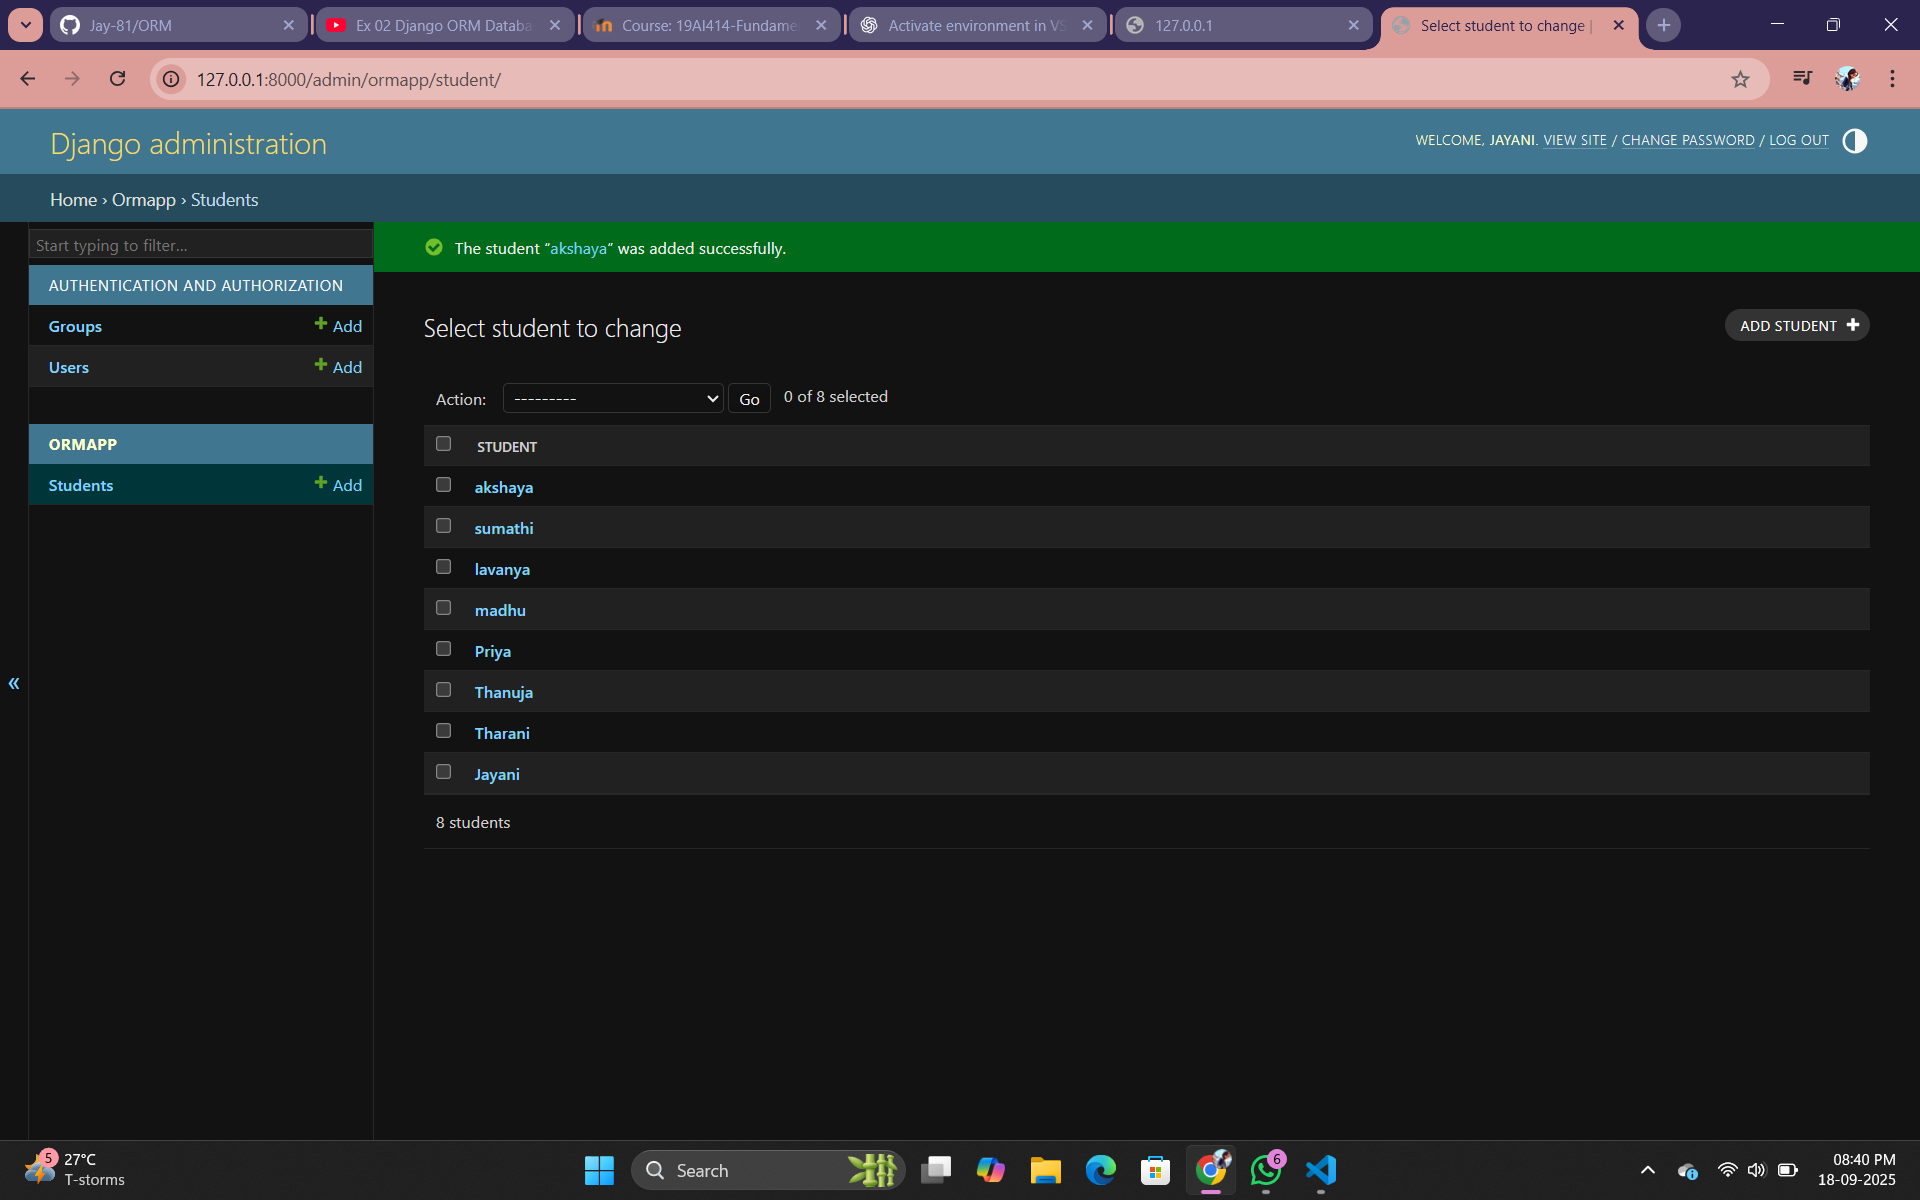 Jay-81/ORM
Ex 02 Django ORM Databa
Course: 19AI414-Fundame
Activate environment in VS
127.0.0.1
Select student to change |
127.0.0.1:8000/admin/ormapp/student/
Django administration
WELCOME, JAYANI. VIEW SITE / CHANGE PASSWORD / LOG OUT
Home › Ormapp › Students
Start typing to filter...
AUTHENTICATION AND AUTHORIZATION
Groups + Add
Users + Add
ORMAPP
Students + Add
The student “akshaya” was added successfully.
Select student to change
ADD STUDENT +
Action: --------- Go 0 of 8 selected
STUDENT
akshaya
sumathi
lavanya
madhu
Priya
Thanuja
Tharani
Jayani
8 students
«
5
27°C
T-storms
Search
6
08:40 PM
18-09-2025